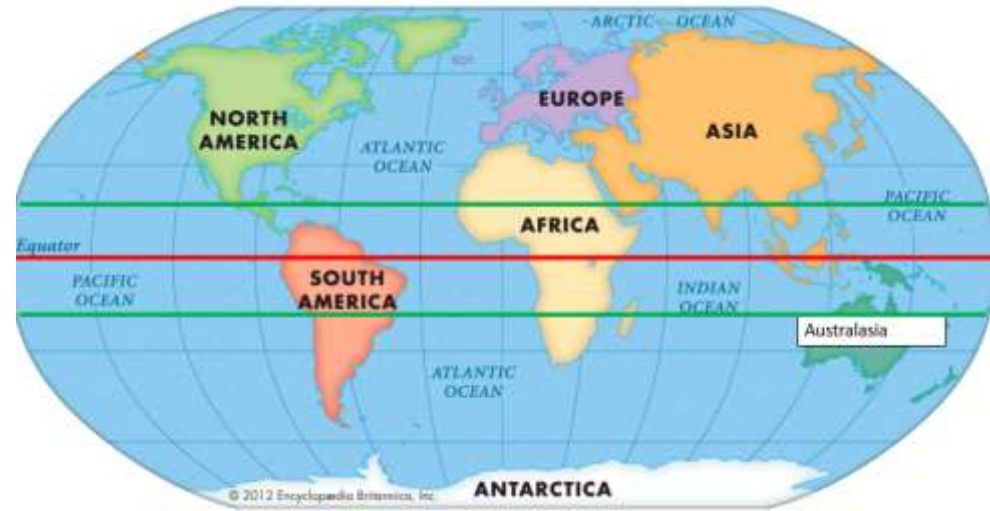 ARCTIC OCEAN
NORTH
AMERICA
EUROPE
ASIA
ATLANTIC
OCEAN
PACIFIC
OCEAN
AFRICA
Equator
PACIFIC
OCEAN
SOUTH
AMERICA
INDIAN
OCEAN
Australasia
ATLANTIC
OCEAN
ANTARCTICA
© 2012 Encyclopædia Britannica, Inc.